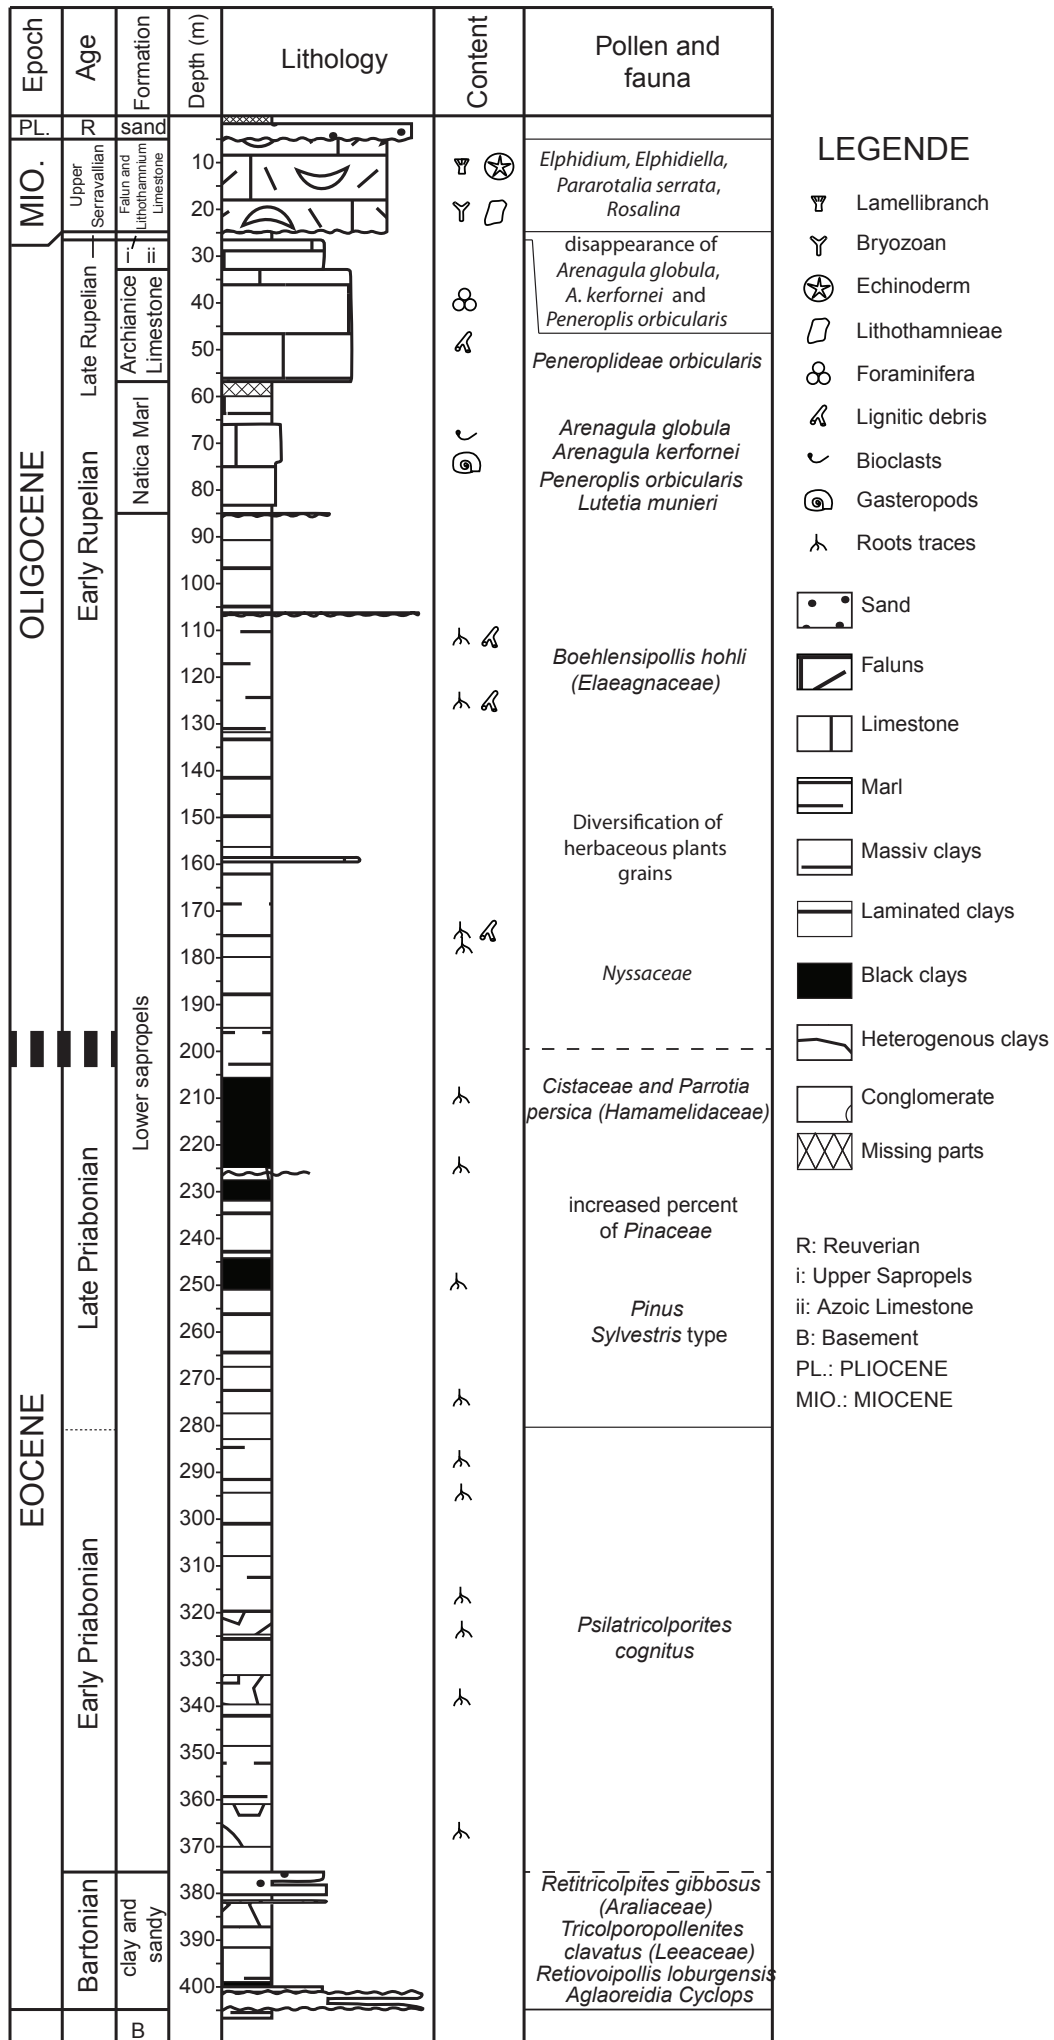 Epoch
Age
Formation
Depth (m)
Lithology
Content
Pollen and
fauna
PL.
R
sand
MIO.
Upper
Serravallian
Falun and
Lithothamnium
Limestone
i iii
Late Rupelian
Archianice
Limestone
Natica Marl
OLIGOCENE
Early Rupelian
Lower sapropels
Late Priabonian
EOCENE
Early Priabonian
Bartonian
clay and
sandy
B
10
20
30
40
50
60
70
80
90
100
110
120
130
140
150
160
170
180
190
200
210
220
230
240
250
260
270
280
290
300
310
320
330
340
350
360
370
380
390
400
Elphidium, Elphidiella,
Pararotalia serrata,
Rosalina
disappearance of
Arenagula globula,
A. kerfornei and
Peneroplis orbicularis
Peneroplideae orbicularis
Arenagula globula
Arenagula kerfornei
Peneroplis orbicularis
Lutetia munieri
Boehlensipollis hohli
(Elaeagnaceae)
Diversification of
herbaceous plants
grains
Nyssaceae
Cistaceae and Parrotia
persica (Hamamelidaceae)
increased percent
of Pinaceae
Pinus
Sylvestris type
Psilatricolporites
cognitus
Retitricolpites gibbosus
(Araliaceae)
Tricolporopollenites
clavatus (Leeaceae)
Retiovoipollis loburgensis
Aglaoreidia Cyclops
LEGENDE
Lamellibranch
Bryozoan
Echinoderm
Lithothamnieae
Foraminifera
Lignitic debris
Bioclasts
Gasteropods
Roots traces
Sand
Faluns
Limestone
Marl
Massiv clays
Laminated clays
Black clays
Heterogenous clays
Conglomerate
Missing parts
R: Reuverian
i: Upper Sapropels
ii: Azoic Limestone
B: Basement
PL.: PLIOCENE
MIO.: MIOCENE